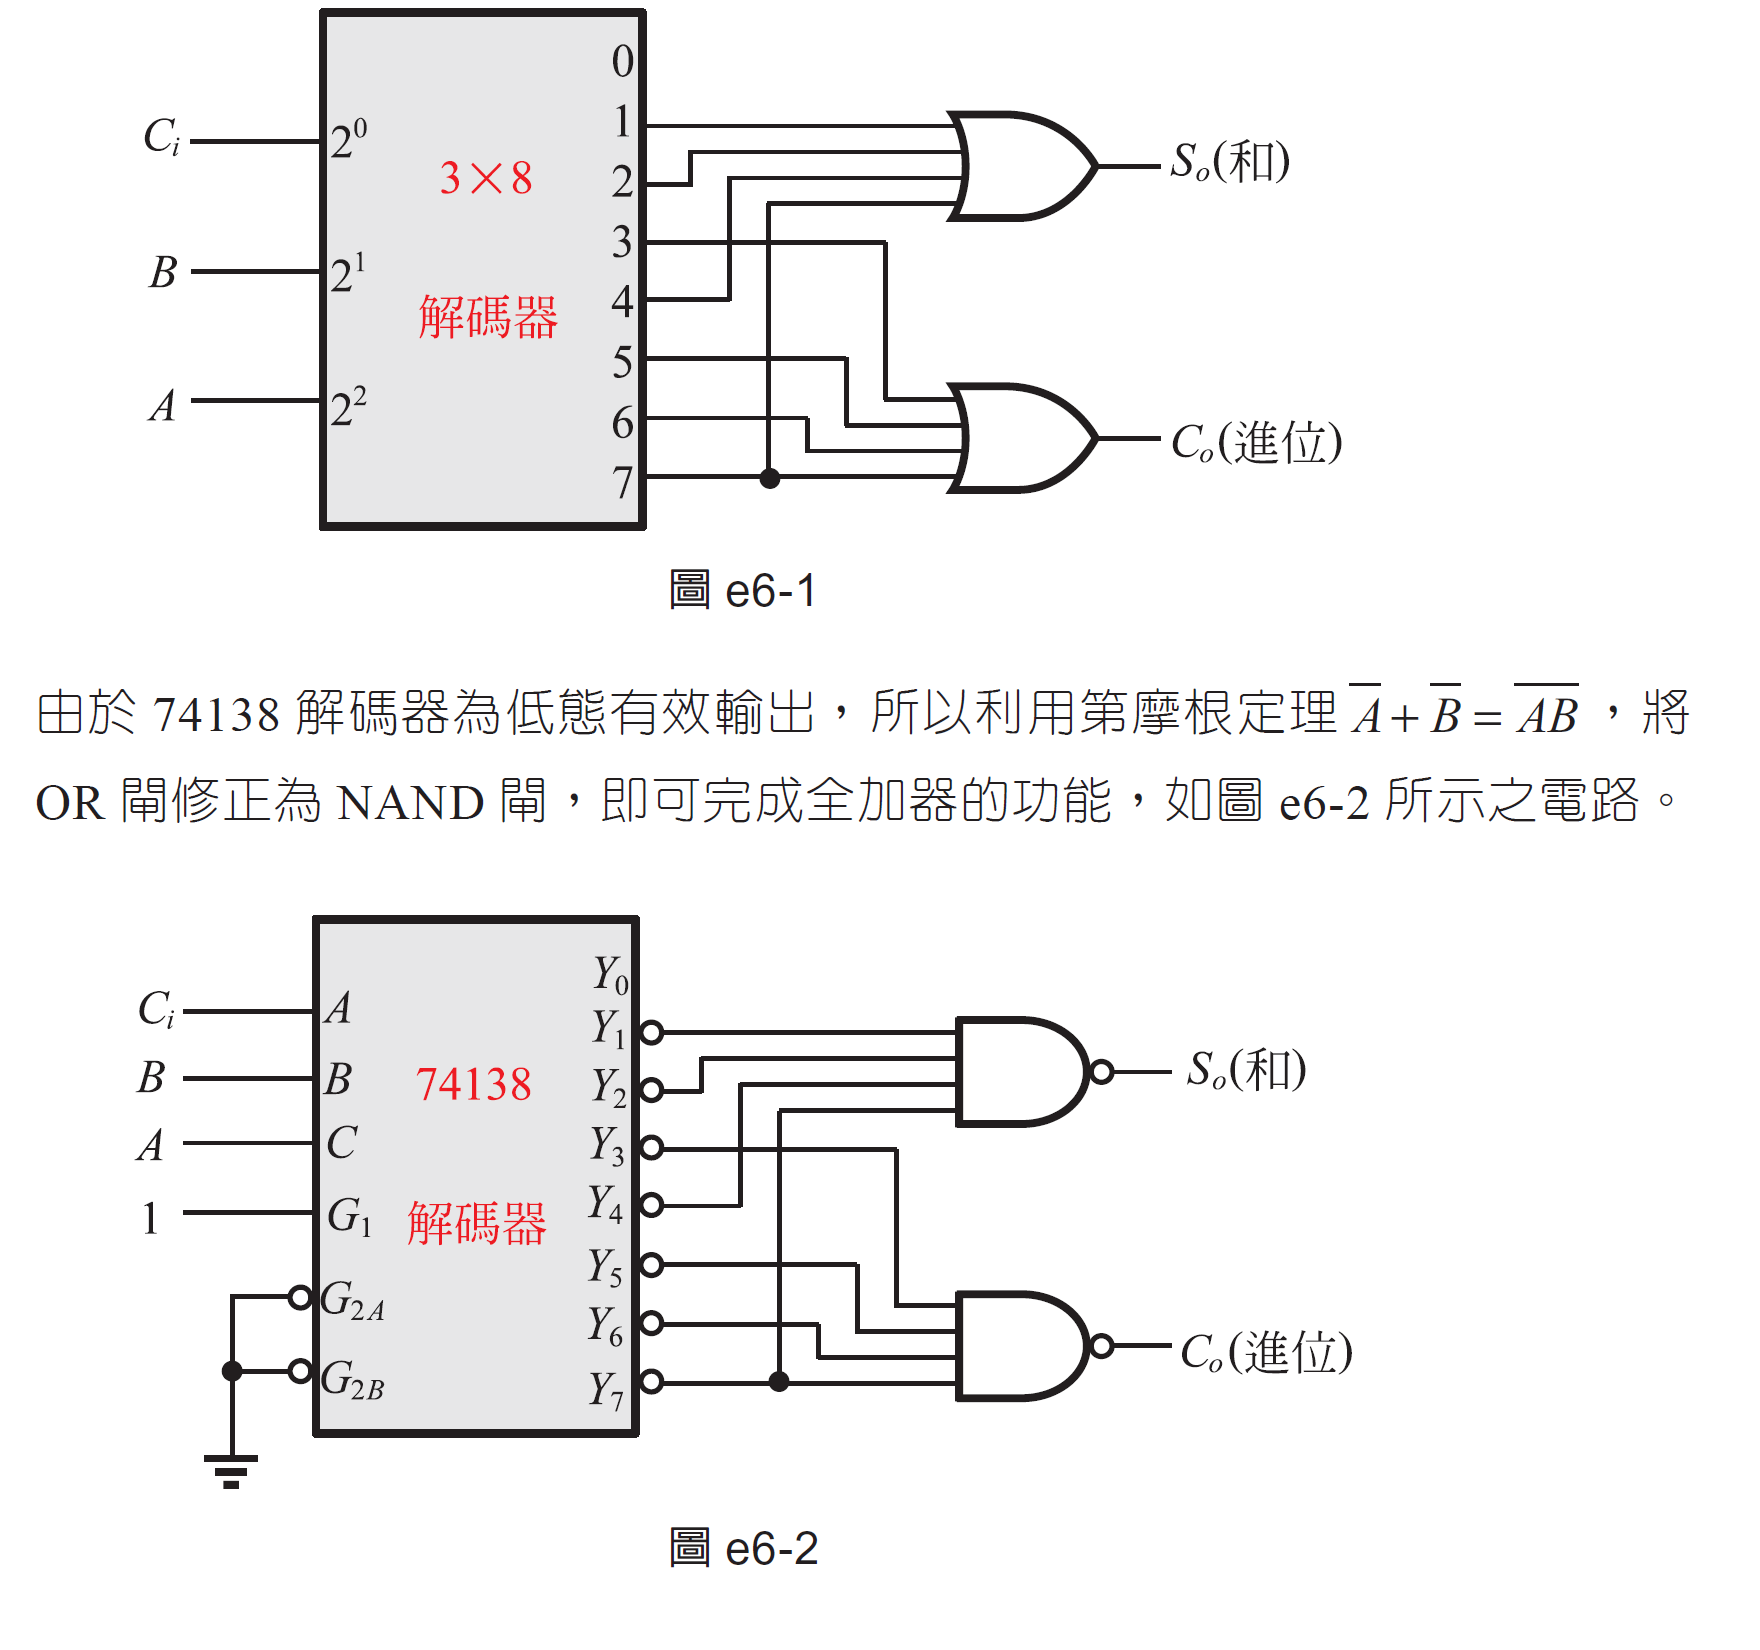 0
1
C_i 2^0
3×8 2
S_o(和)
3
B 2^1
解碼器 4
5
A 2^2
6
C_o(進位)
7
圖 e6-1
由於 74138 解碼器為低態有效輸出，所以利用第摩根定理 A̅ + B̅ = A̅B̅，將
OR 閘修正為 NAND 閘，即可完成全加器的功能，如圖 e6-2 所示之電路。
Y_0
C_i A Y_1
B B 74138 Y_2 S_o(和)
A C Y_3
1 G_1 解碼器 Y_4
Y_5
G_2A Y_6
C_o(進位)
G_2B Y_7
圖 e6-2